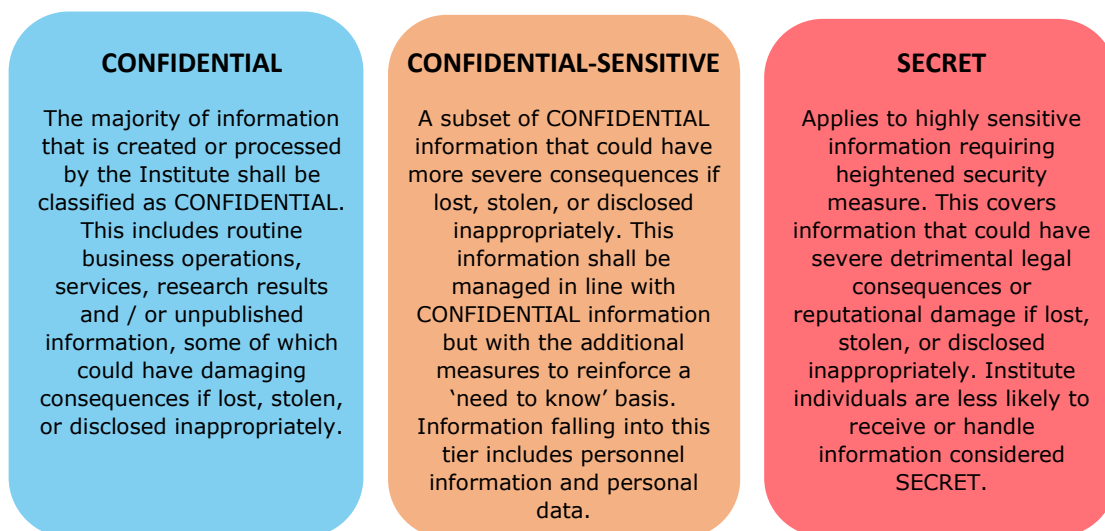 CONFIDENTIAL
The majority of information
that is created or processed
by the Institute shall be
classified as CONFIDENTIAL.
This includes routine
business operations,
services, research results
and / or unpublished
information, some of which
could have damaging
consequences if lost, stolen,
or disclosed inappropriately.
CONFIDENTIAL-SENSITIVE
A subset of CONFIDENTIAL
information that could have
more severe consequences if
lost, stolen, or disclosed
inappropriately. This
information shall be
managed in line with
CONFIDENTIAL information
but with the additional
measures to reinforce a
‘need to know’ basis.
Information falling into this
tier includes personnel
information and personal
data.
SECRET
Applies to highly sensitive
information requiring
heightened security
measure. This covers
information that could have
severe detrimental legal
consequences or
reputational damage if lost,
stolen, or disclosed
inappropriately. Institute
individuals are less likely to
receive or handle
information considered
SECRET.